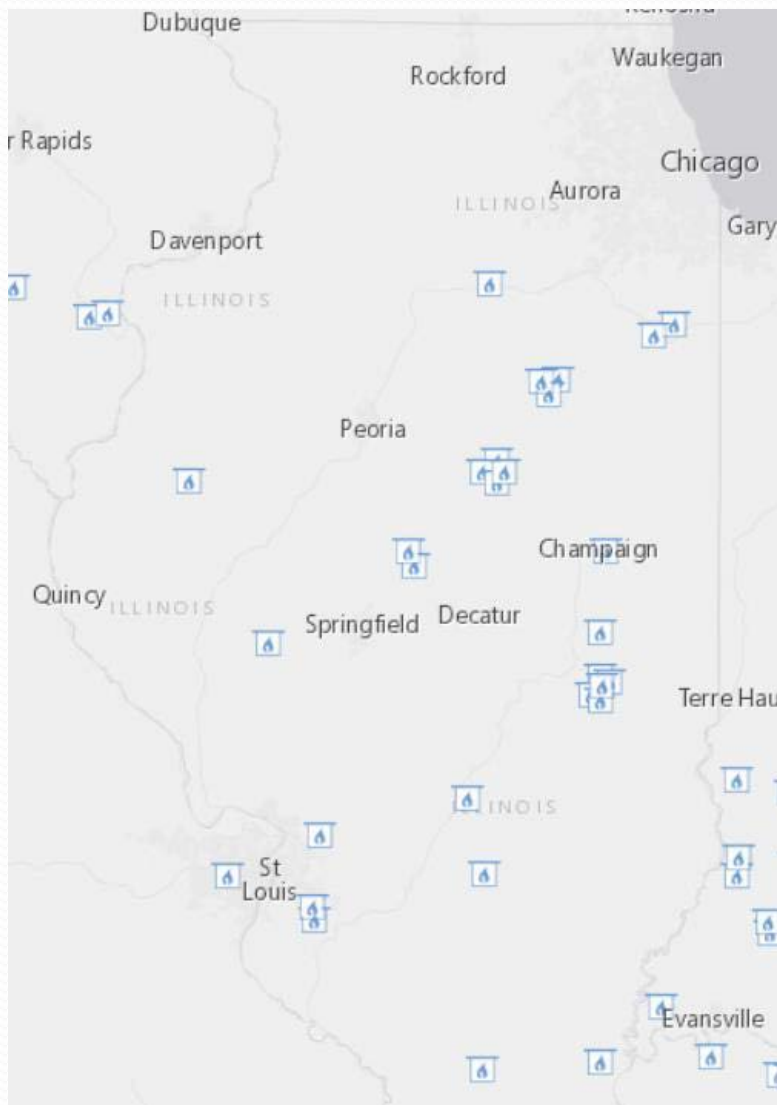 Dubuque
Rockford
Waukegan
r Rapids
Chicago
Aurora
ILLINOIS
Gary
Davenport
ILLINOIS
Peoria
Champaign
Quincy
ILLINOIS
Springfield
Decatur
Terre Hau
St
Louis
Evansville